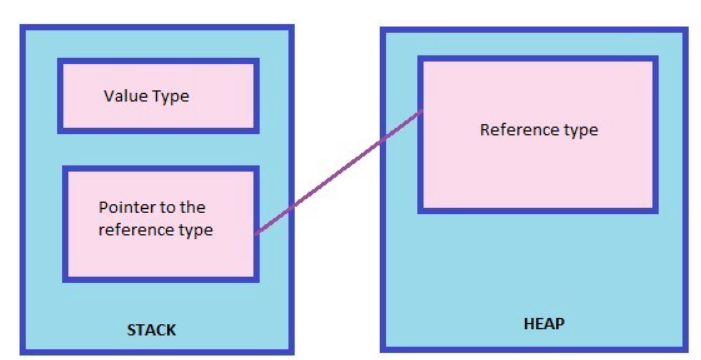 Value Type
Pointer to the
reference type
STACK
Reference type
HEAP